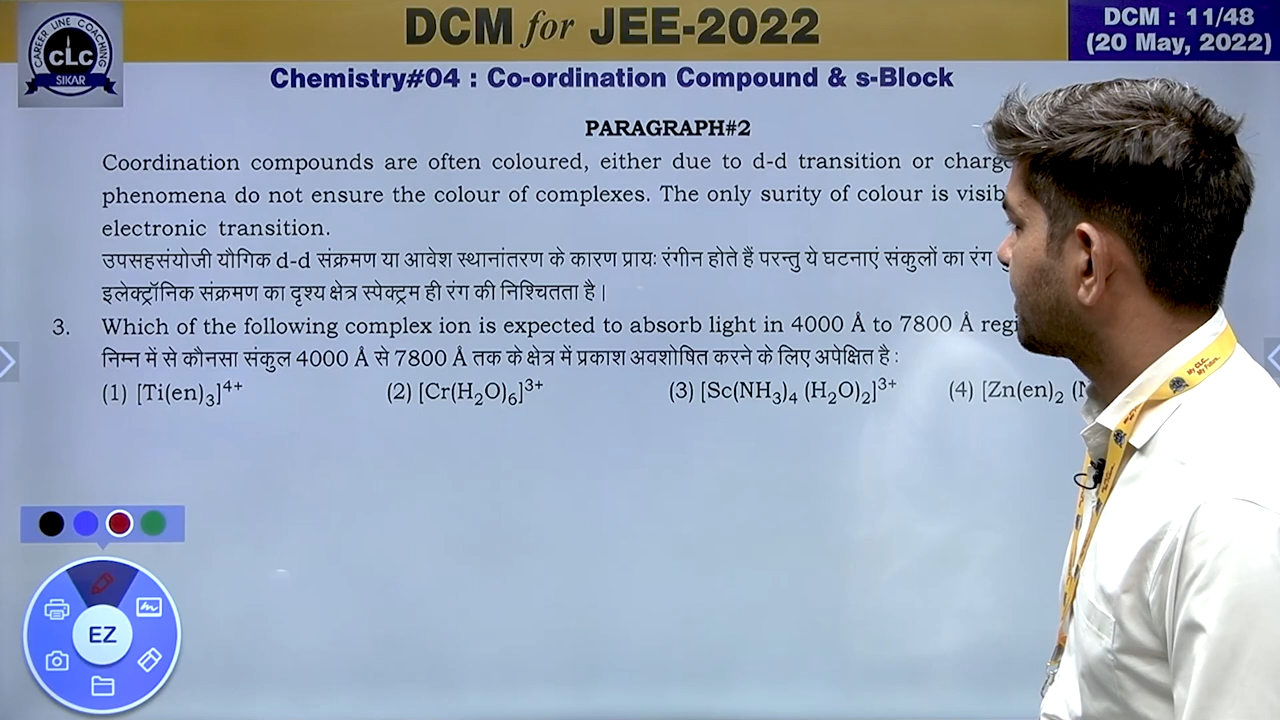 CAREER LINE COACHING
CLC
SIKAR
DCM for JEE-2022
DCM : 11/48
(20 May, 2022)
Chemistry#04 : Co-ordination Compound & s-Block
PARAGRAPH#2
Coordination compounds are often coloured, either due to d-d transition or
phenomena do not ensure the colour of complexes. The only surity of colour is
electronic transition.
उपसहसंयोजी यौगिक d-d संक्रमण या आवेश स्थानांतरण के कारण प्रायः रंगीन होते हैं परन्तु ये घटनाएं संकुलों का रंग
इलेक्ट्रॉनिक संक्रमण का दृश्य क्षेत्र स्पेक्ट्रम ही रंग की निश्चितता है।
3. Which of the following complex ion is expected to absorb light in 4000 Å to 7800 Å
निम्न में से कौनसा संकुल 4000 Å से 7800 Å तक के क्षेत्र में प्रकाश अवशोषित करने के लिए अपेक्षित है :
(1) [Ti(en)₃]⁴⁺ (2) [Cr(H₂O)₆]³⁺ (3) [Sc(NH₃)₄ (H₂O)₂]³⁺ (4) [Zn(en)₂
My CLC..
My Future..
EZ